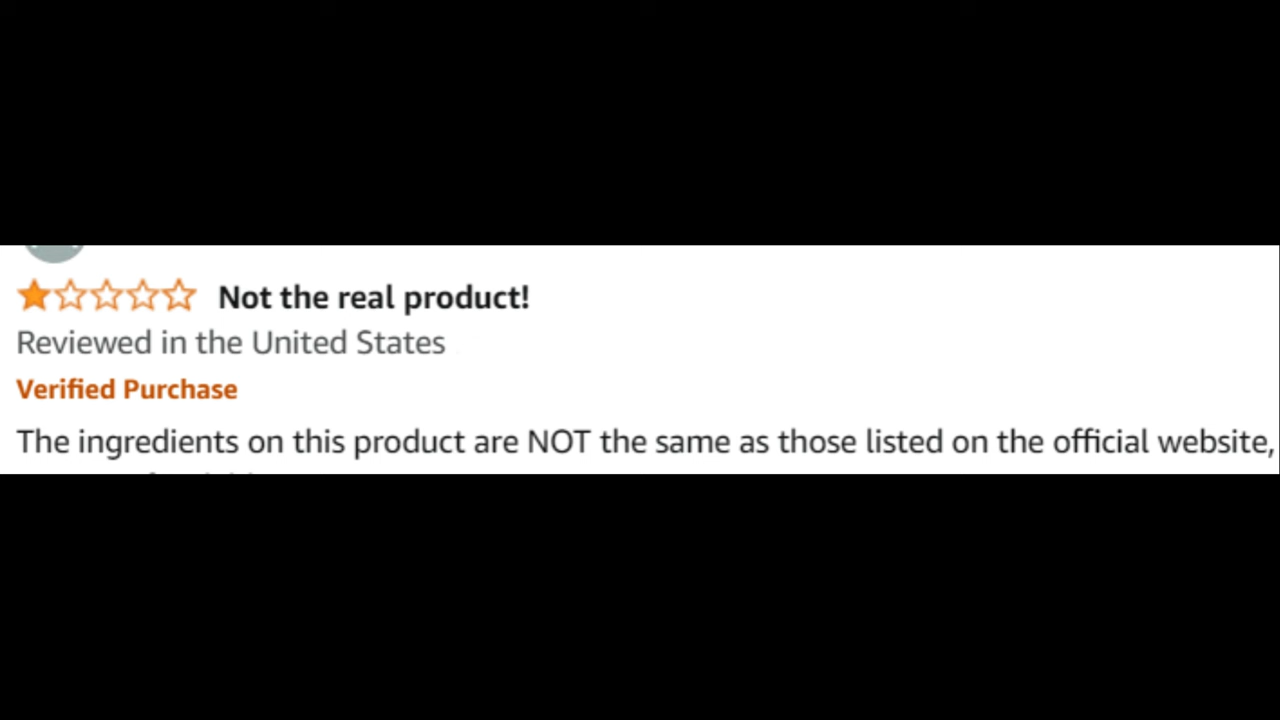 Not the real product!
Reviewed in the United States
Verified Purchase
The ingredients on this product are NOT the same as those listed on the official website,